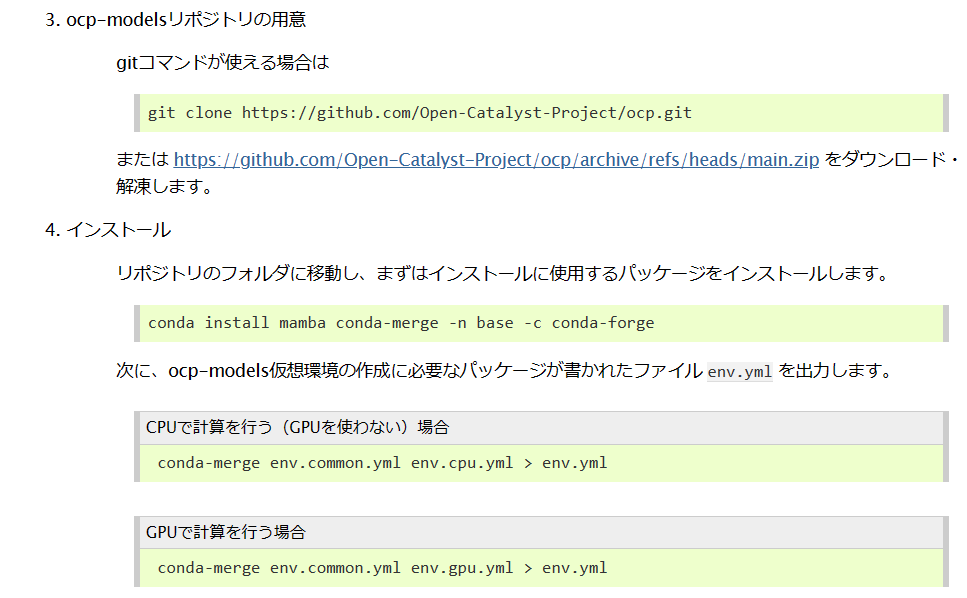 3. ocp-modelsリポジトリの用意
gitコマンドが使える場合は
git clone https://github.com/Open-Catalyst-Project/ocp.git
または https://github.com/Open-Catalyst-Project/ocp/archive/refs/heads/main.zip をダウンロード・
解凍します。
4. インストール
リポジトリのフォルダに移動し、まずはインストールに使用するパッケージをインストールします。
conda install mamba conda-merge -n base -c conda-forge
次に、ocp-models仮想環境の作成に必要なパッケージが書かれたファイル env.yml を出力します。
CPUで計算を行う（GPUを使わない）場合
conda-merge env.common.yml env.cpu.yml > env.yml
GPUで計算を行う場合
conda-merge env.common.yml env.gpu.yml > env.yml